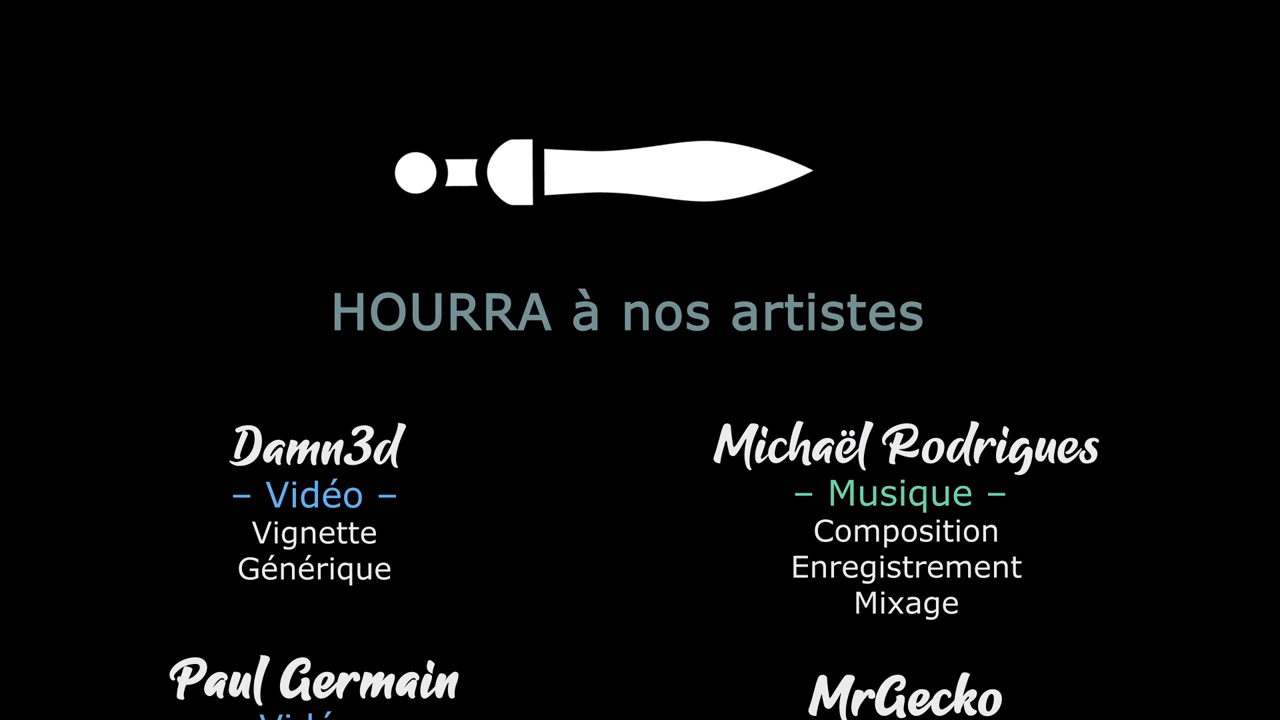 HOURRA à nos artistes
Damn3d
– Vidéo –
Vignette
Générique
Michaël Rodrigues
– Musique –
Composition
Enregistrement
Mixage
Paul Germain
MrGecko